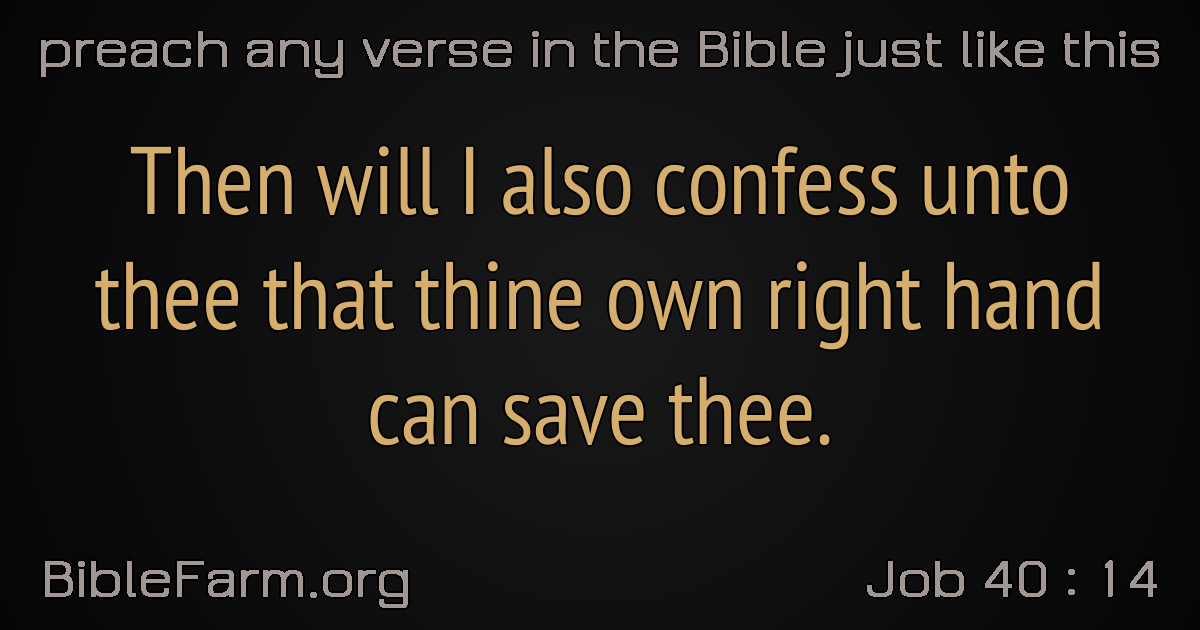 preach any verse in the Bible just like this
Then will I also confess unto
thee that thine own right hand
can save thee.
BibleFarm.org
Job 40 : 14